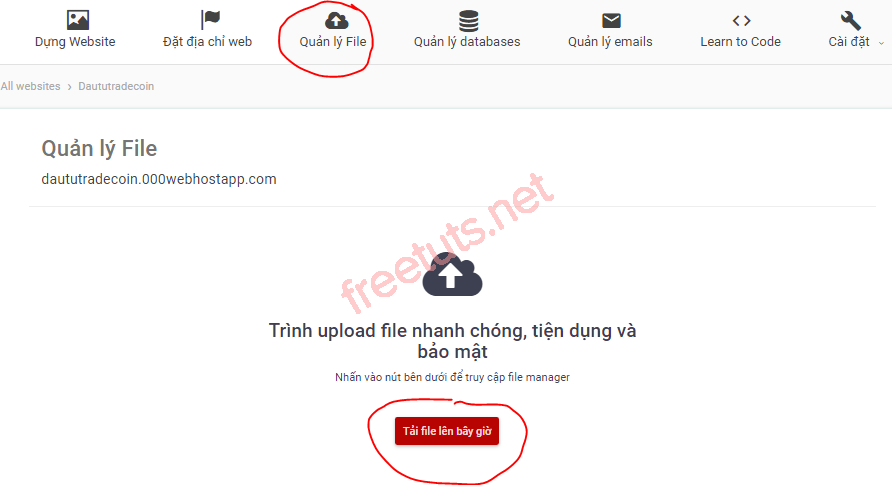 Dựng Website
Đặt địa chỉ web
Quản lý File
Quản lý databases
Quản lý emails
Learn to Code
Cài đặt
All websites › Daututradecoin
Quản lý File
daututradecoin.000webhostapp.com
freetuts.net
Trình upload file nhanh chóng, tiện dụng và
bảo mật
Nhấn vào nút bên dưới để truy cập file manager
Tải file lên bây giờ